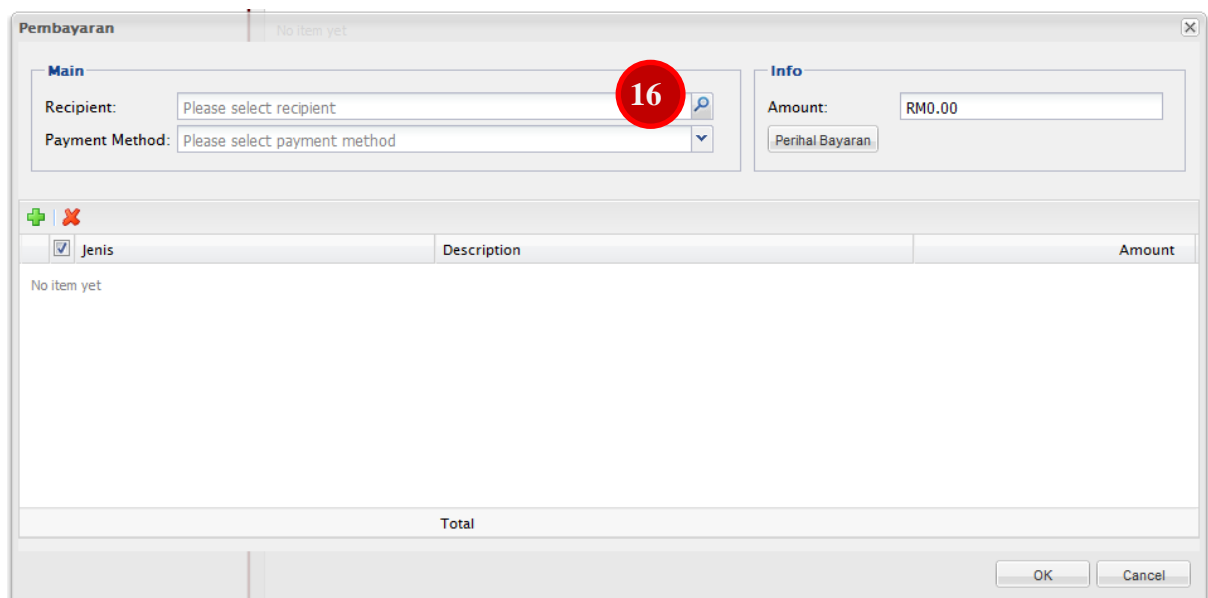 Pembayaran
No item yet
Main
Info
16
Recipient: Please select recipient
Amount: RM0.00
Payment Method: Please select payment method
Perihal Bayaran
Jenis Description Amount
No item yet
Total
OK Cancel